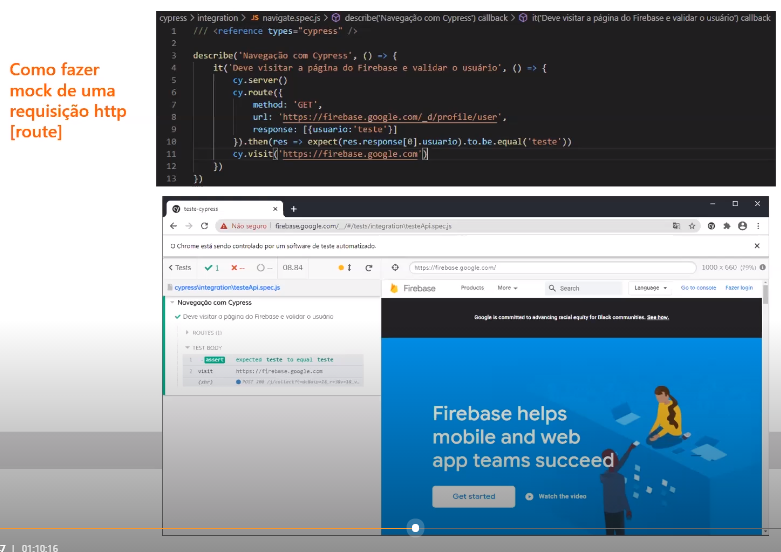 cypress > integration > JS navigate.spec.js > describe('Navegação com Cypress') callback > it('Deve visitar a página do Firebase e validar o usuário') callback
Como fazer
mock de uma
requisição http
[route]
1 /// <reference types="cypress" />
2
3 describe('Navegação com Cypress', () => {
4 it('Deve visitar a página do Firebase e validar o usuário', () => {
5 cy.server()
6 cy.route({
7 method: 'GET',
8 url: 'https://firebase.google.com/_d/profile/user',
9 response: [{usuario:'teste'}]
10 }).then(res => expect(res.response[0].usuario).to.be.equal('teste'))
11 cy.visit('https://firebase.google.com')
12 })
13 })
teste-cypress
Não seguro | firebase.google.com/__/#/tests/integration\testeApi.spec.js
O Chrome está sendo controlado por um software de teste automatizado.
< Tests 1 -- -- 08.84 https://firebase.google.com/ 1000 x 660 (79%)
cypress\integration\testeApi.spec.js
Firebase Products More Search Language Go to console Fazer login
Navegação com Cypress
Deve visitar a página do Firebase e validar o usuário
Google is committed to advancing racial equity for Black communities. See how.
ROUTES (1)
TEST BODY
1 assert expected teste to equal teste
2 visit https://firebase.google.com
(XHR)
Firebase helps
mobile and web
app teams succeed
Get started Watch the video
7 | 01:10:16